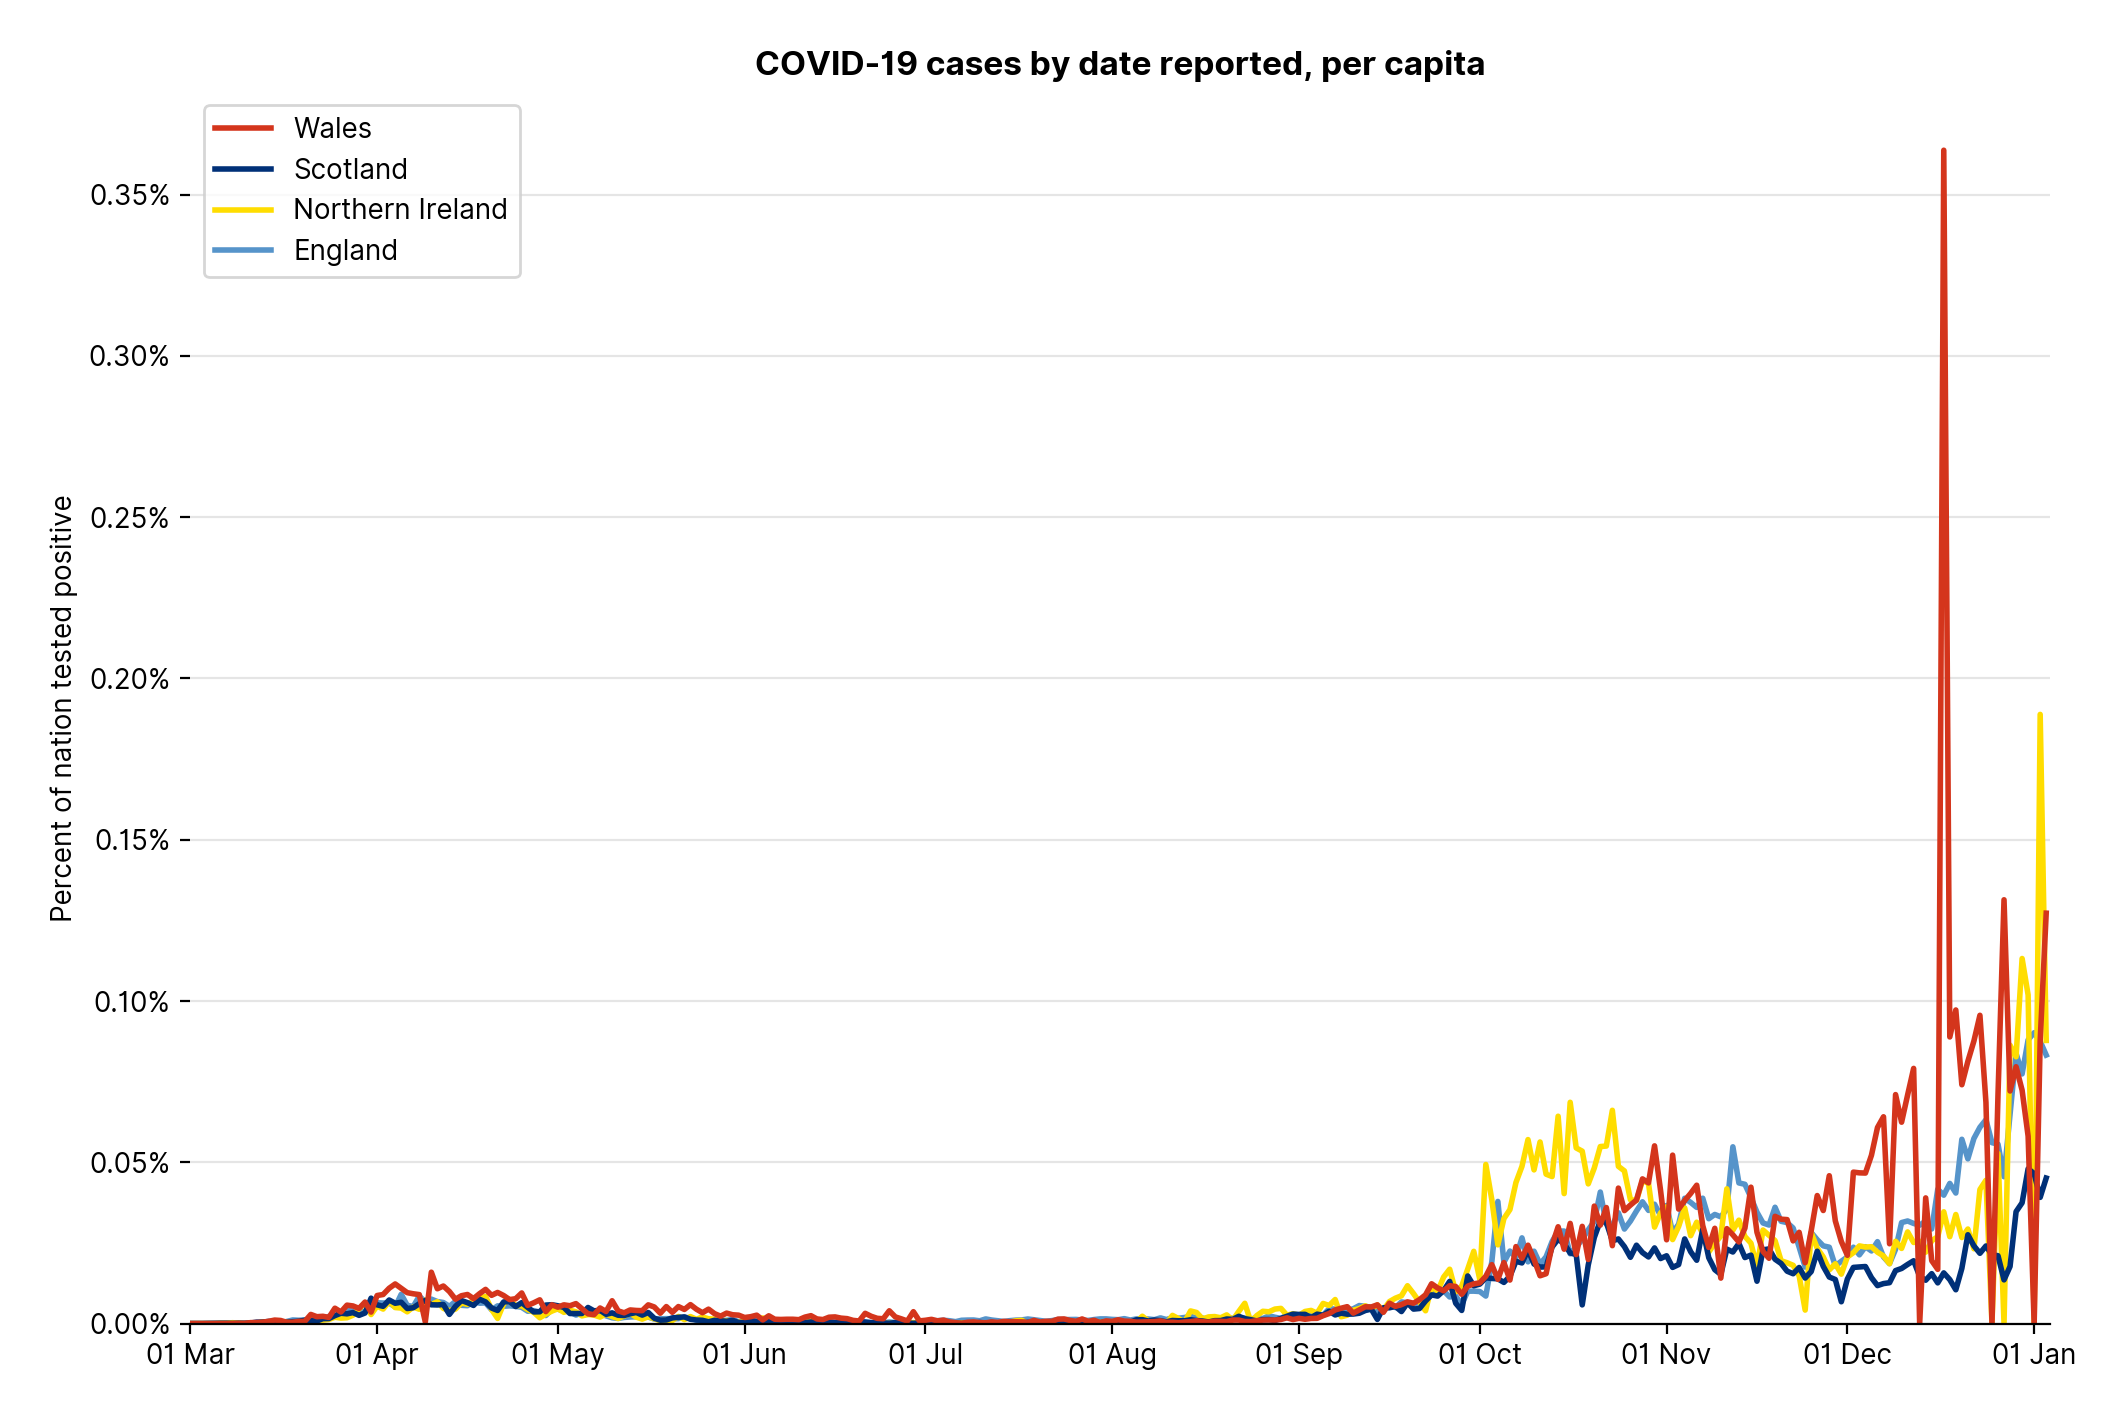 COVID-19 cases by date reported, per capita
Wales
Scotland
Northern Ireland
England
Percent of nation tested positive
0.35%
0.30%
0.25%
0.20%
0.15%
0.10%
0.05%
0.00%
01 Mar
01 Apr
01 May
01 Jun
01 Jul
01 Aug
01 Sep
01 Oct
01 Nov
01 Dec
01 Jan